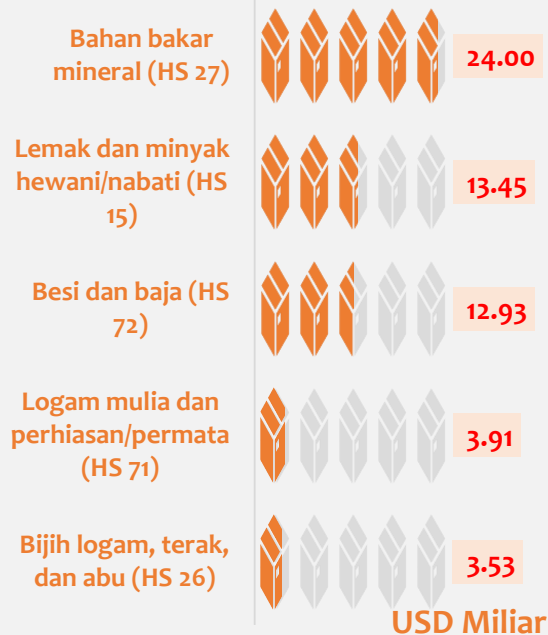 Bahan bakar
mineral (HS 27)
24.00
Lemak dan minyak
hewani/nabati (HS
15)
13.45
Besi dan baja (HS
72)
12.93
Logam mulia dan
perhiasan/permata
(HS 71)
3.91
Bijih logam, terak,
dan abu (HS 26)
3.53
USD Miliar